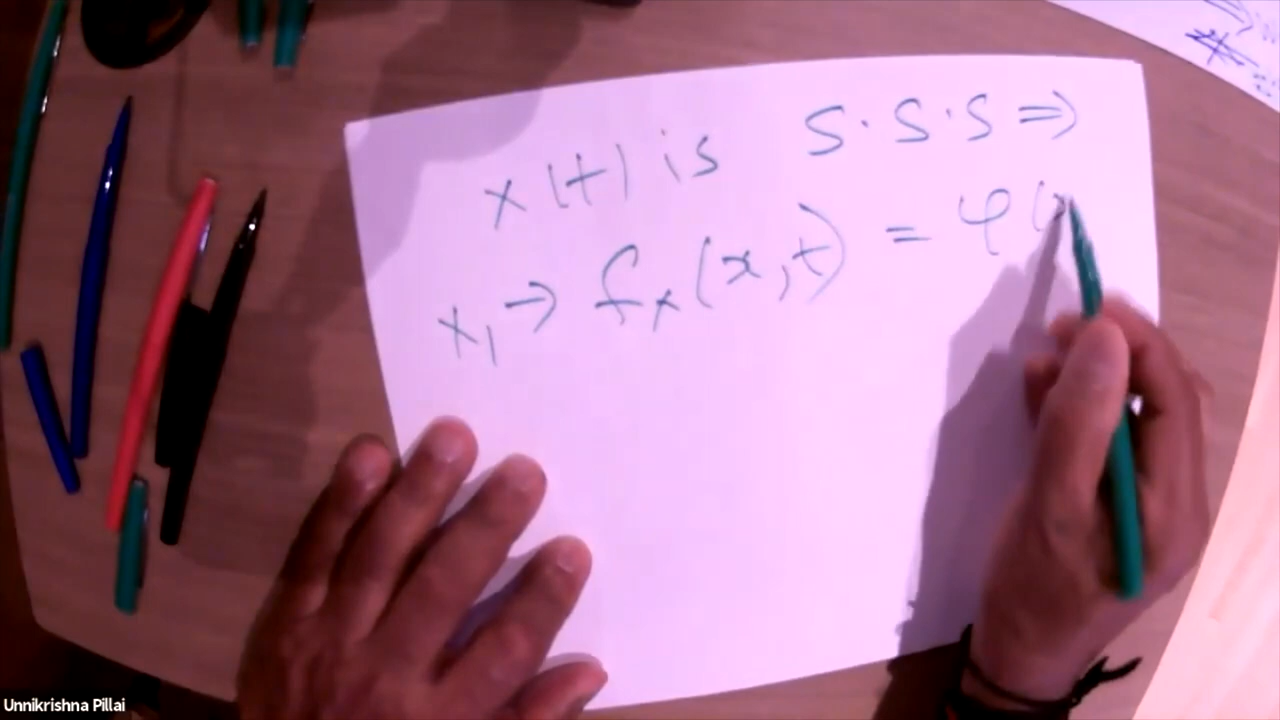 x(t) is S.S.S ⇒
x₁ → fₓ(x,t) = φ(x
Unnikrishna Pillai